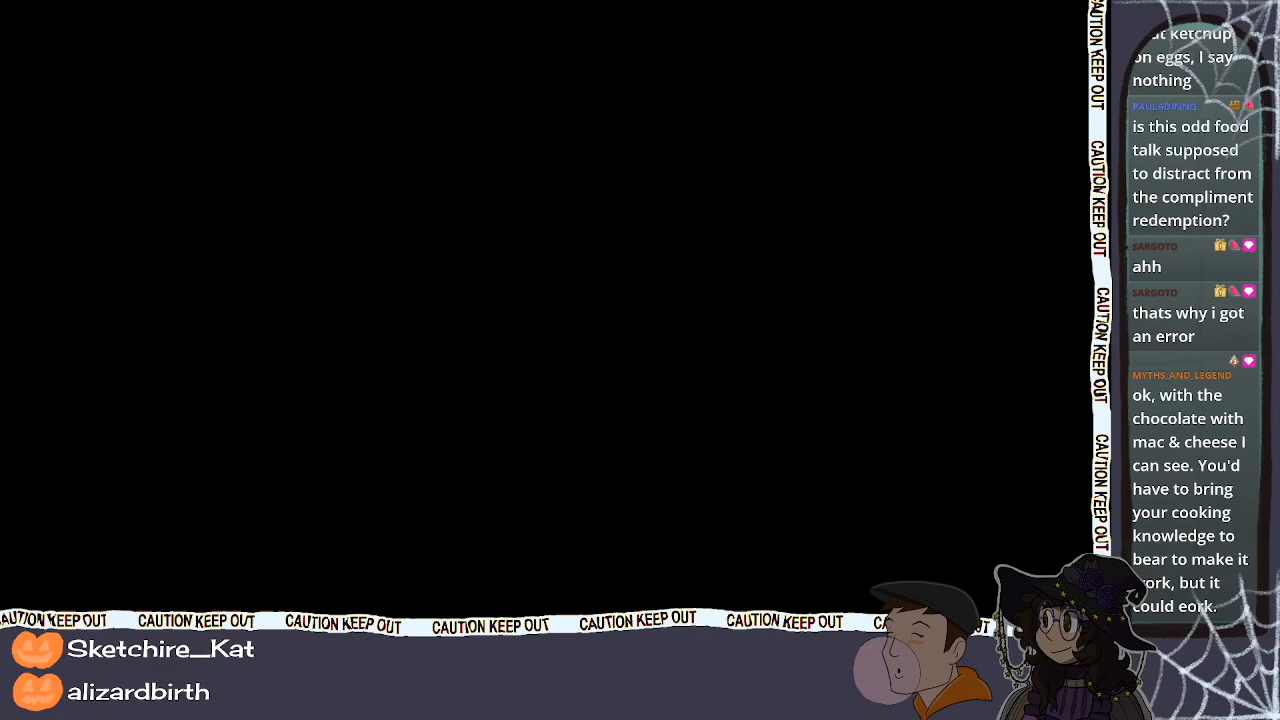 ketchup
on eggs, I say
nothing
PAULADINNO
is this odd food
talk supposed
to distract from
the compliment
redemption?
SARGOTO
ahh
SARGOTO
thats why i got
an error
MYTHS_AND_LEGEND
ok, with the
chocolate with
mac & cheese I
can see. You'd
have to bring
your cooking
knowledge to
bear to make it
work, but it
could eork.
CAUTION KEEP OUT
CAUTION KEEP OUT
CAUTION KEEP OUT
CAUTION KEEP OUT
CAUTION KEEP OUT CAUTION KEEP OUT CAUTION KEEP OUT CAUTION KEEP OUT CAUTION KEEP OUT CAUTION KEEP OUT
Sketchire_Kat
alizardbirth